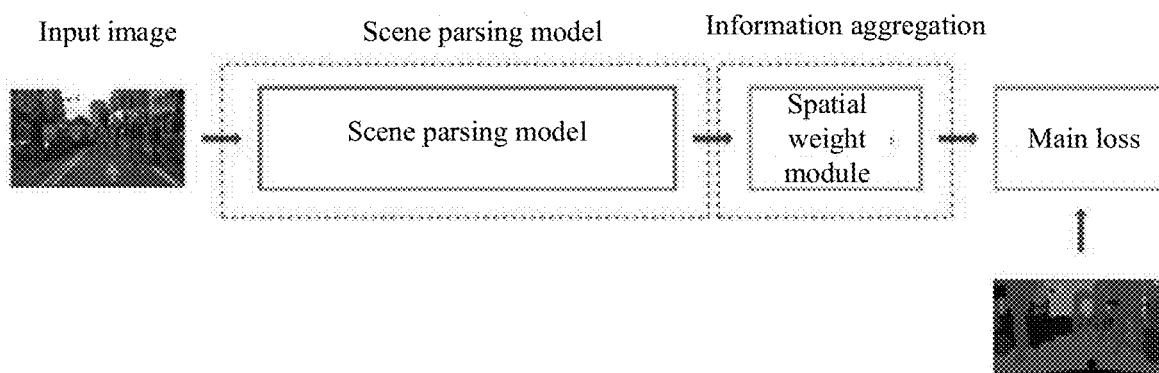 Input image
Scene parsing model
Information aggregation
Scene parsing model
Spatial
weight
module
Main loss